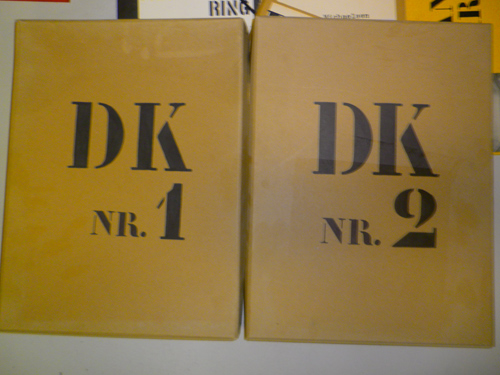 RING
DK
NR. 1
DK
NR. 2